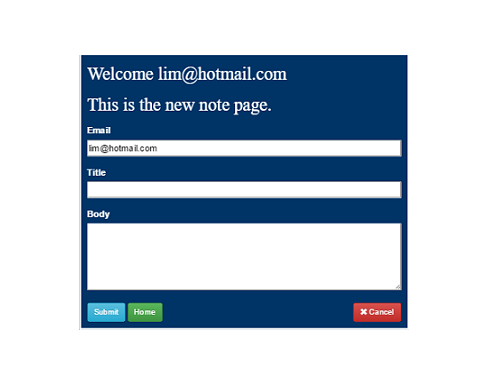 Welcome lim@hotmail.com
This is the new note page.
Email
lim@hotmail.com
Title
Body
Submit Home ✖ Cancel